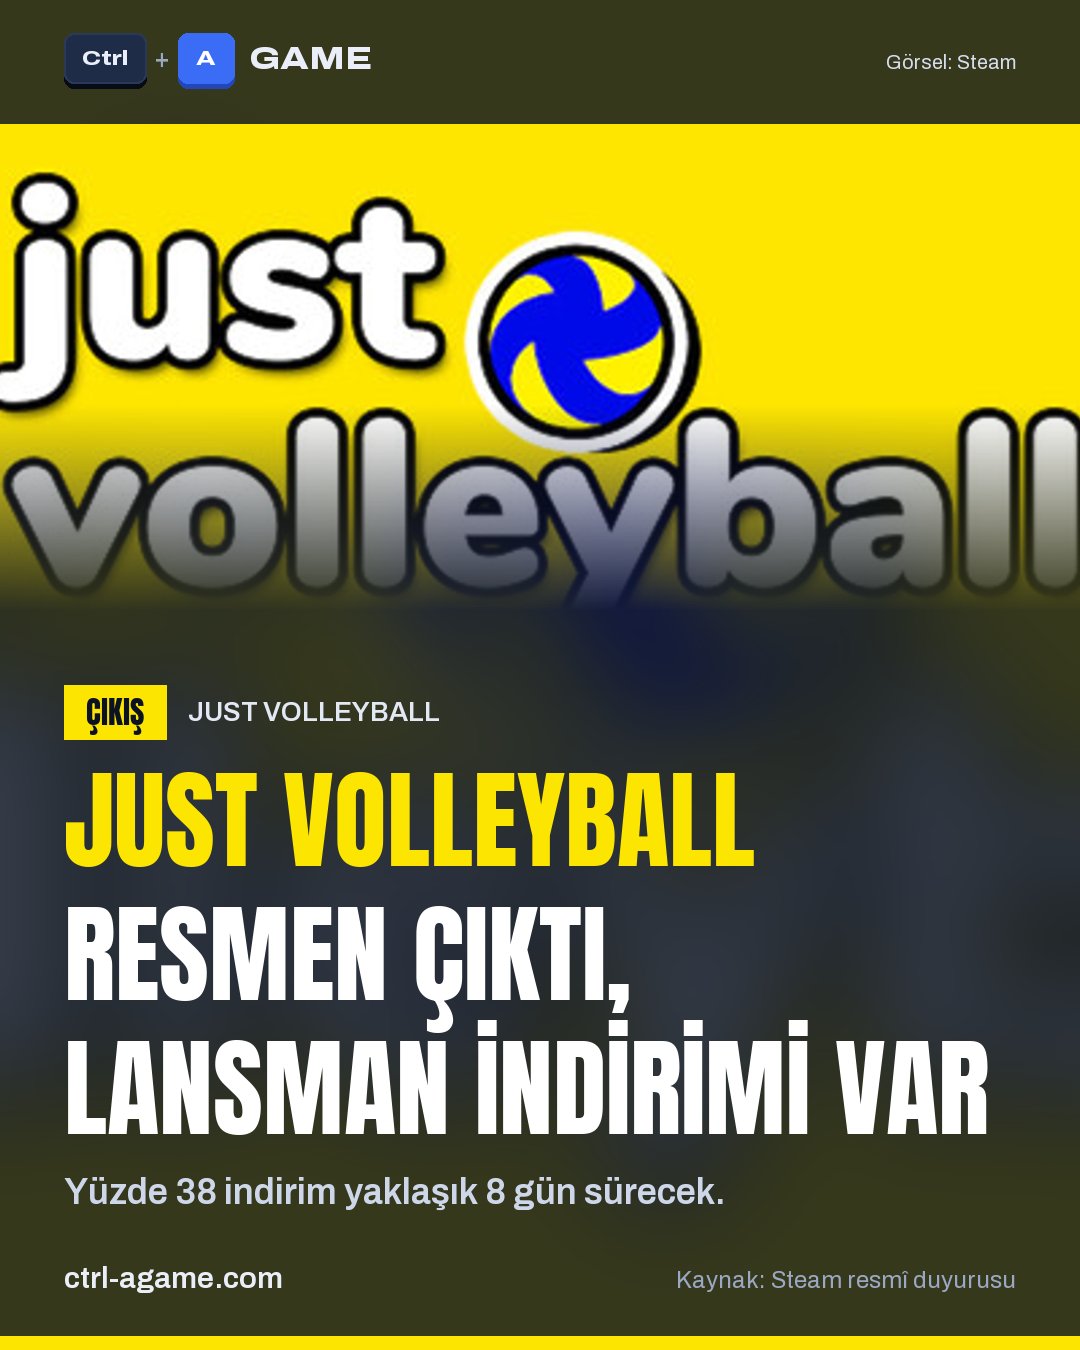 Ctrl + A GAME
Görsel: Steam
just
volleyball
ÇIKIŞ
JUST VOLLEYBALL
JUST VOLLEYBALL
RESMEN ÇIKTI,
LANSMAN İNDİRİMİ VAR
Yüzde 38 indirim yaklaşık 8 gün sürecek.
ctrl-agame.com
Kaynak: Steam resmî duyurusu